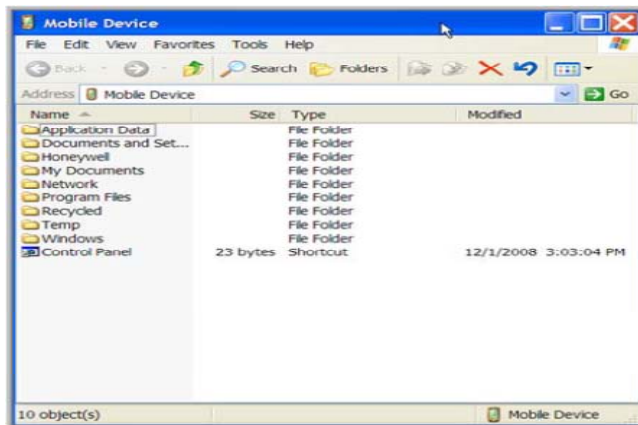 Mobile Device
File Edit View Favorites Tools Help
Back Search Folders
Address Mobile Device Go
Name Size Type Modified
Application Data File Folder
Documents and Set... File Folder
Honeywell File Folder
My Documents File Folder
Network File Folder
Program Files File Folder
Recycled File Folder
Temp File Folder
Windows File Folder
Control Panel 23 bytes Shortcut 12/1/2008 3:03:04 PM
10 object(s) Mobile Device